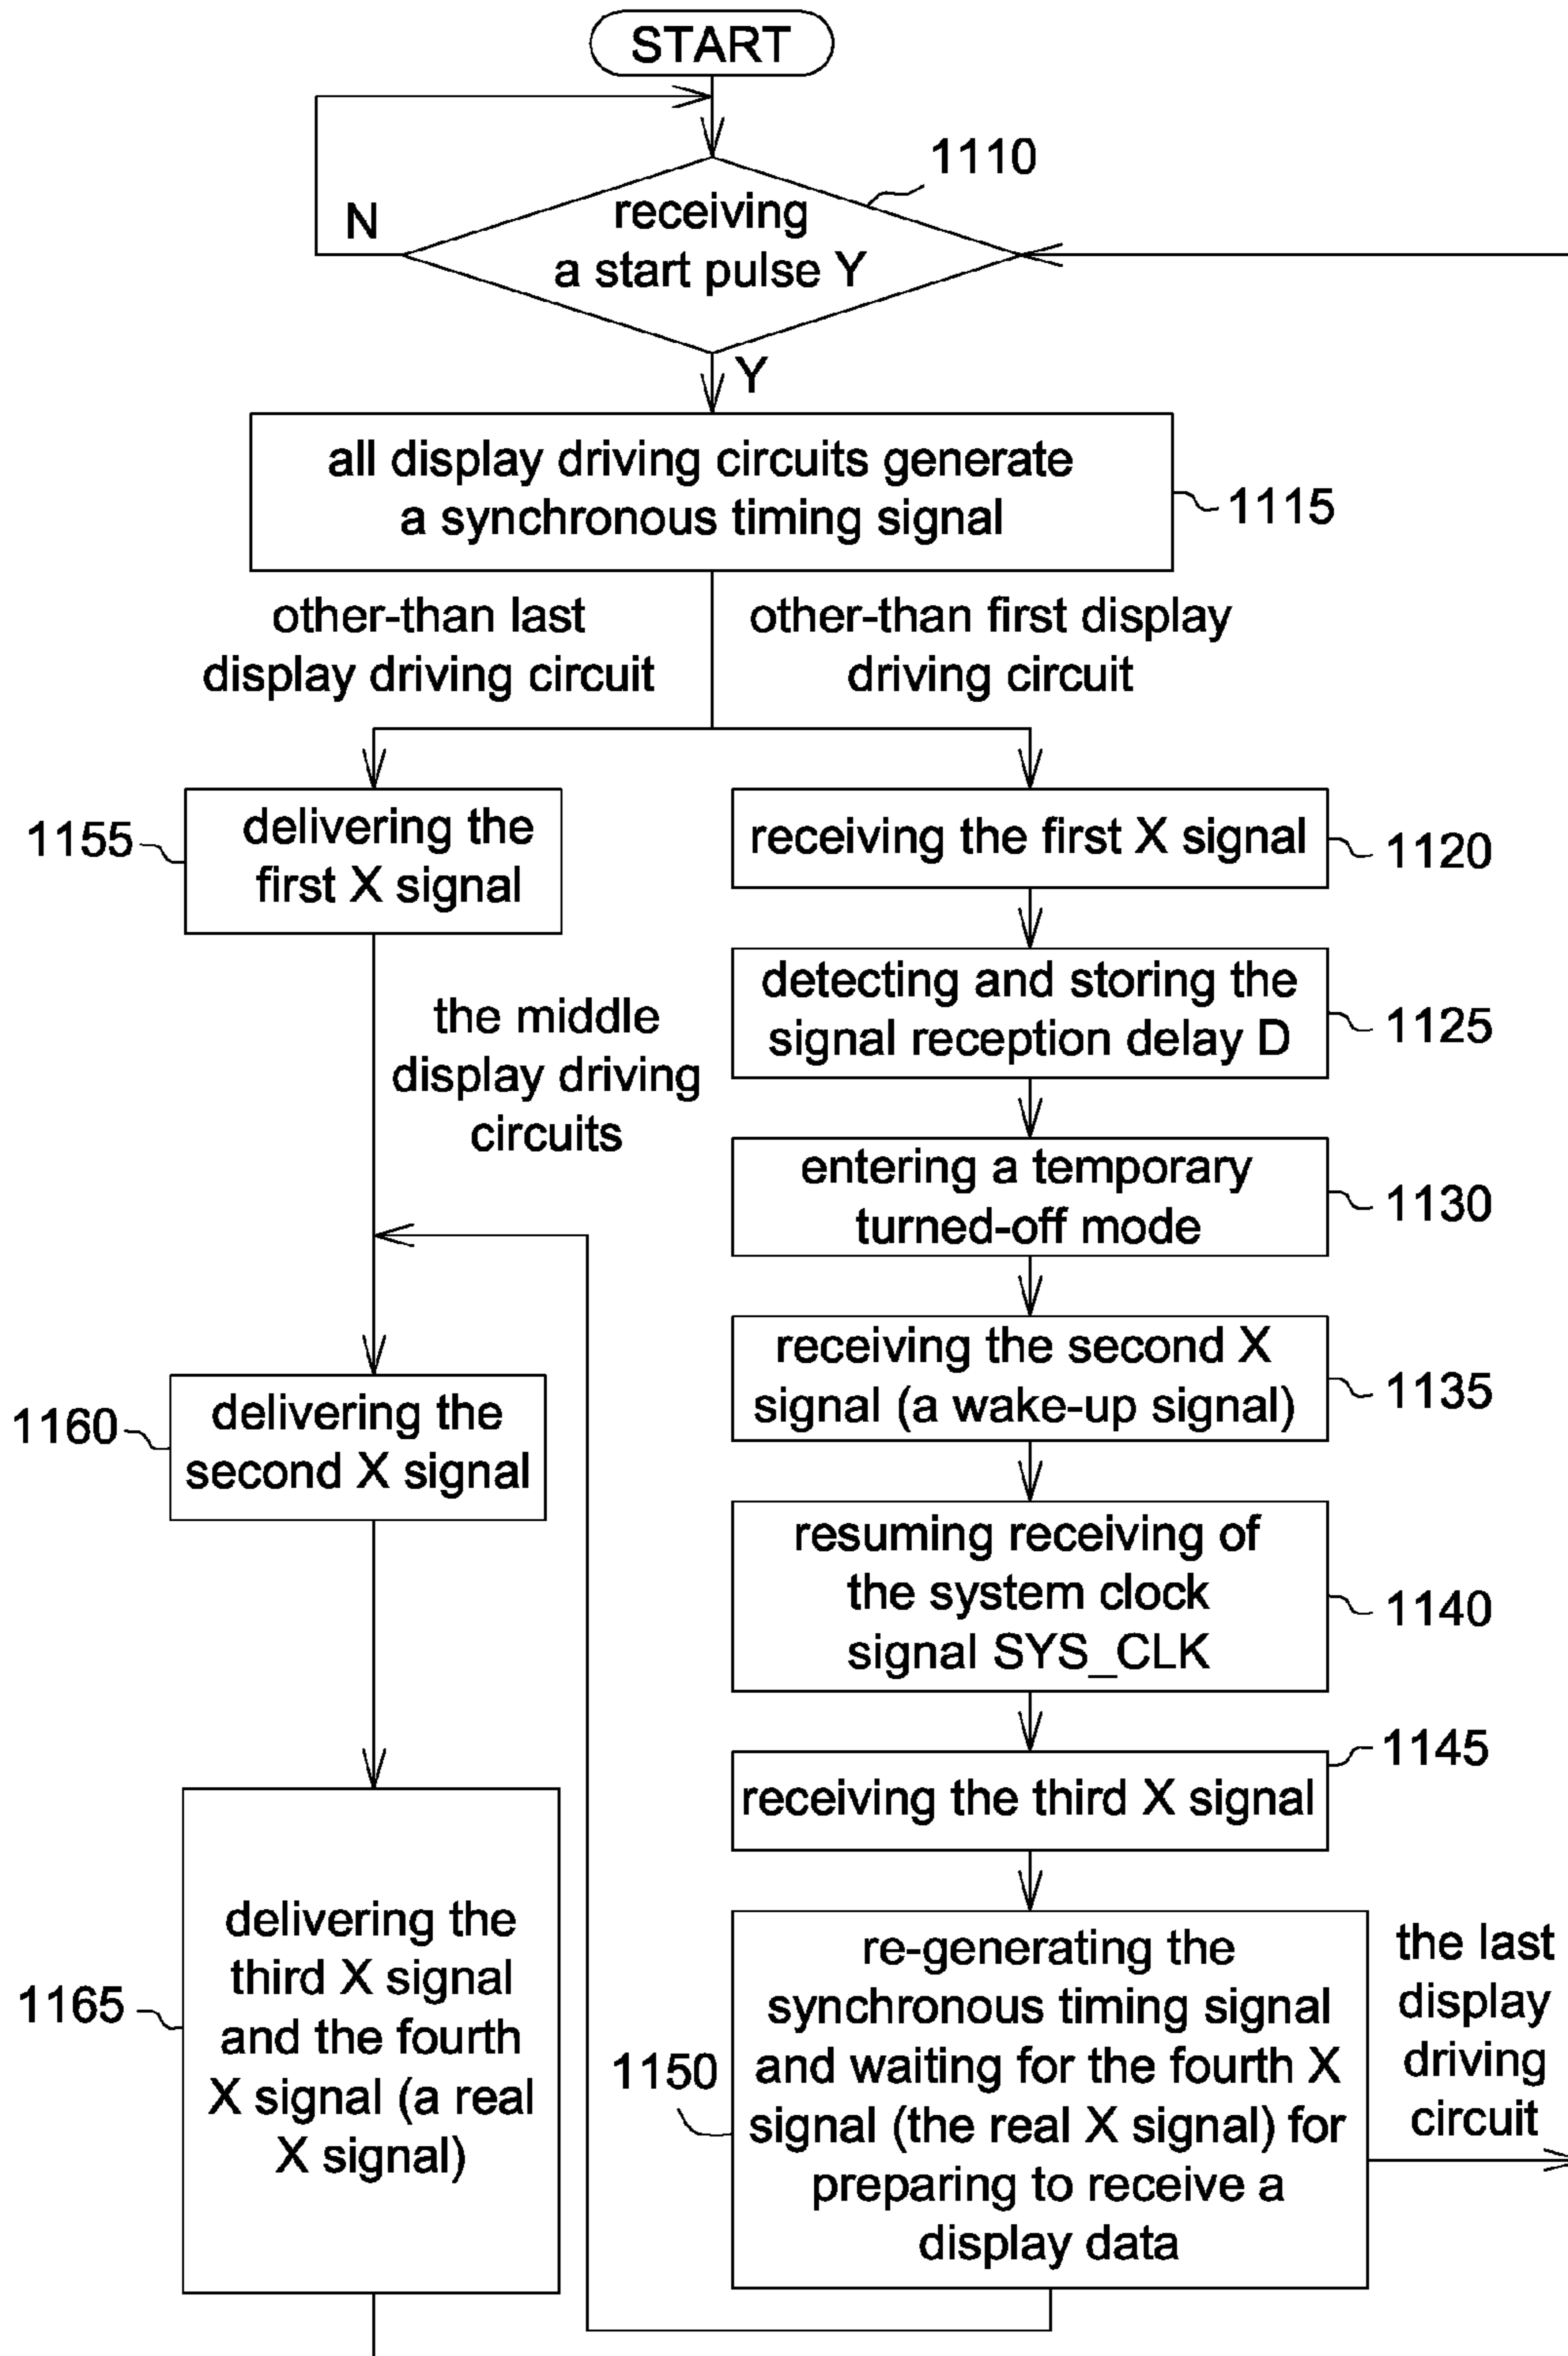 START
1110
receiving
a start pulse Y
N
Y
all display driving circuits generate
a synchronous timing signal
1115
other-than last
display driving circuit
other-than first display
driving circuit
1155
delivering the
first X signal
receiving the first X signal
1120
detecting and storing the
signal reception delay D
1125
the middle
display driving
circuits
entering a temporary
turned-off mode
1130
receiving the second X
signal (a wake-up signal)
1135
1160
delivering the
second X signal
resuming receiving of
the system clock
signal SYS_CLK
1140
receiving the third X signal
1145
1165
delivering the
third X signal
and the fourth
X signal (a real
X signal)
1150
re-generating the
synchronous timing signal
and waiting for the fourth X
signal (the real X signal) for
preparing to receive a
display data
the last
display
driving
circuit